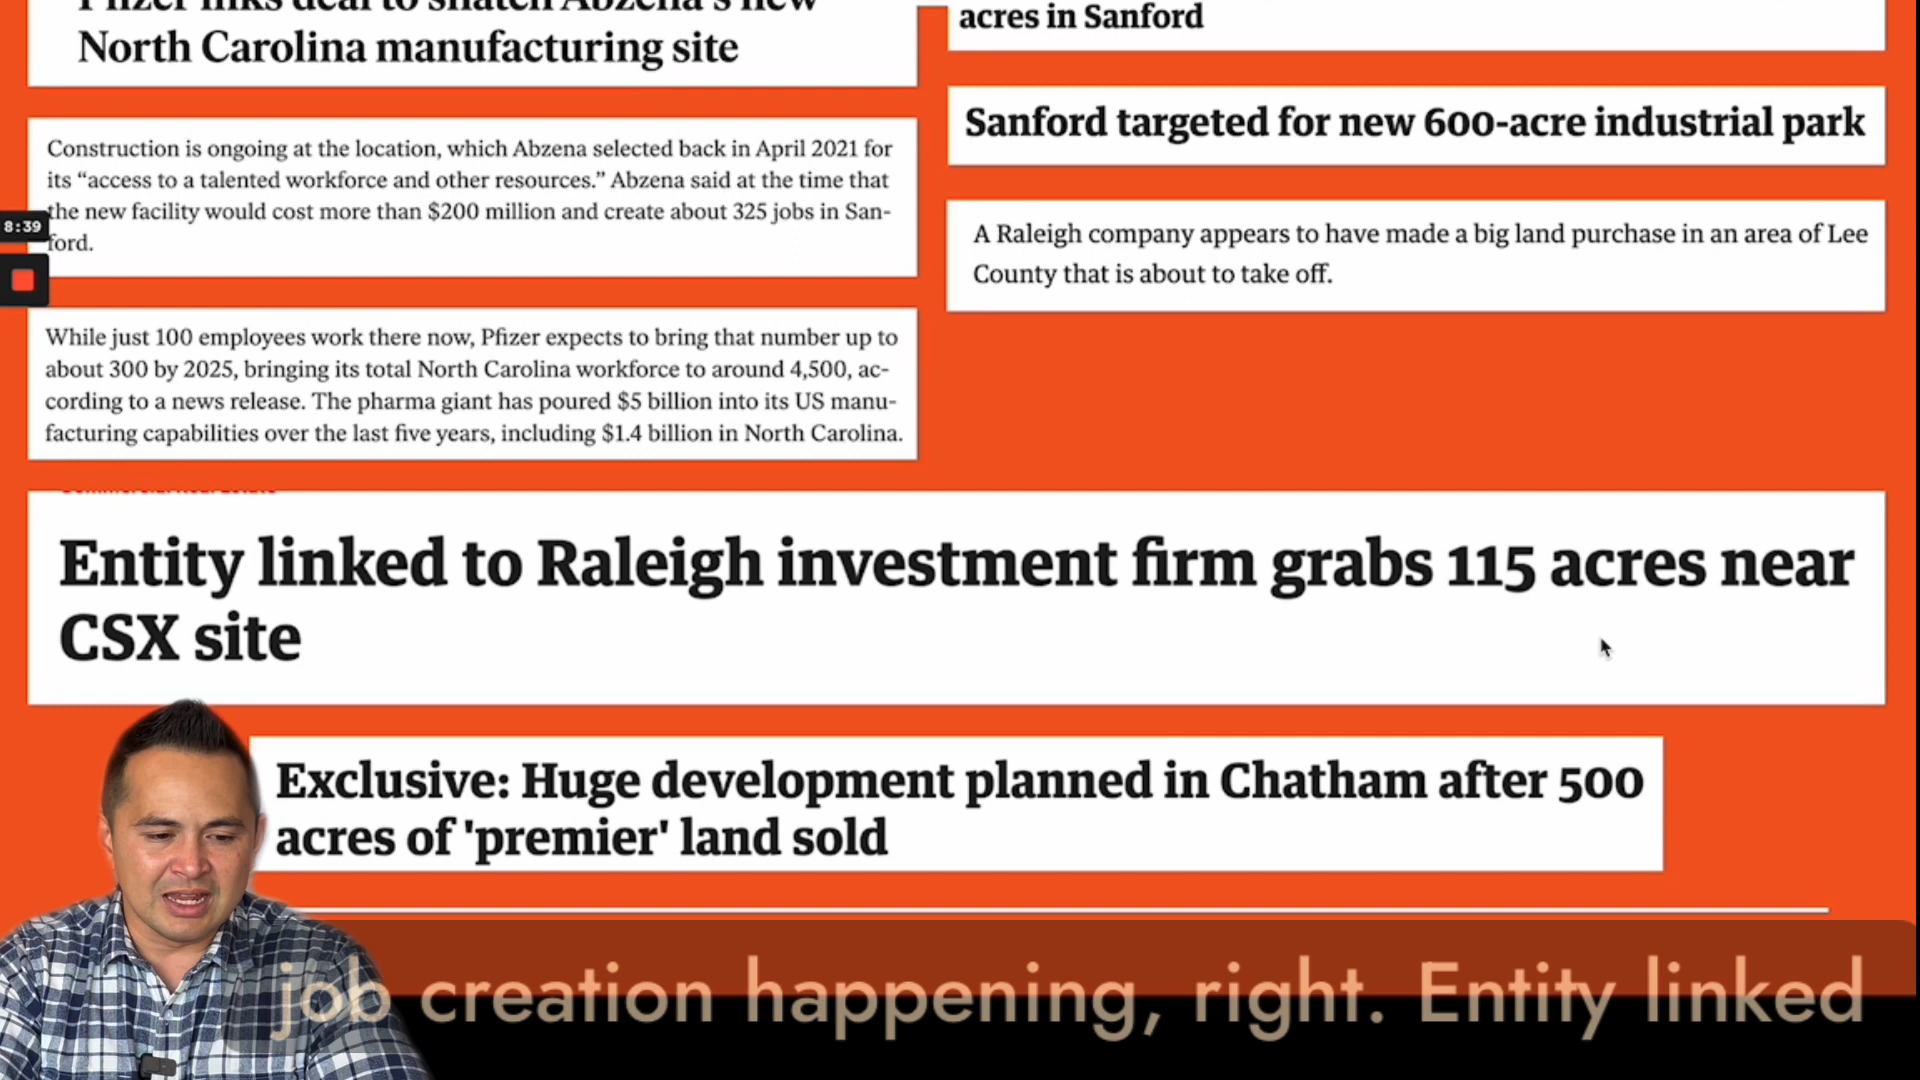 Pfizer inks deal to snatch Abzena's new
North Carolina manufacturing site
Construction is ongoing at the location, which Abzena selected back in April 2021 for
its “access to a talented workforce and other resources.” Abzena said at the time that
the new facility would cost more than $200 million and create about 325 jobs in San-
ford.
8:39
While just 100 employees work there now, Pfizer expects to bring that number up to
about 300 by 2025, bringing its total North Carolina workforce to around 4,500, ac-
cording to a news release. The pharma giant has poured $5 billion into its US manu-
facturing capabilities over the last five years, including $1.4 billion in North Carolina.
acres in Sanford
Sanford targeted for new 600-acre industrial park
A Raleigh company appears to have made a big land purchase in an area of Lee
County that is about to take off.
Entity linked to Raleigh investment firm grabs 115 acres near
CSX site
Exclusive: Huge development planned in Chatham after 500
acres of 'premier' land sold
job creation happening, right. Entity linked